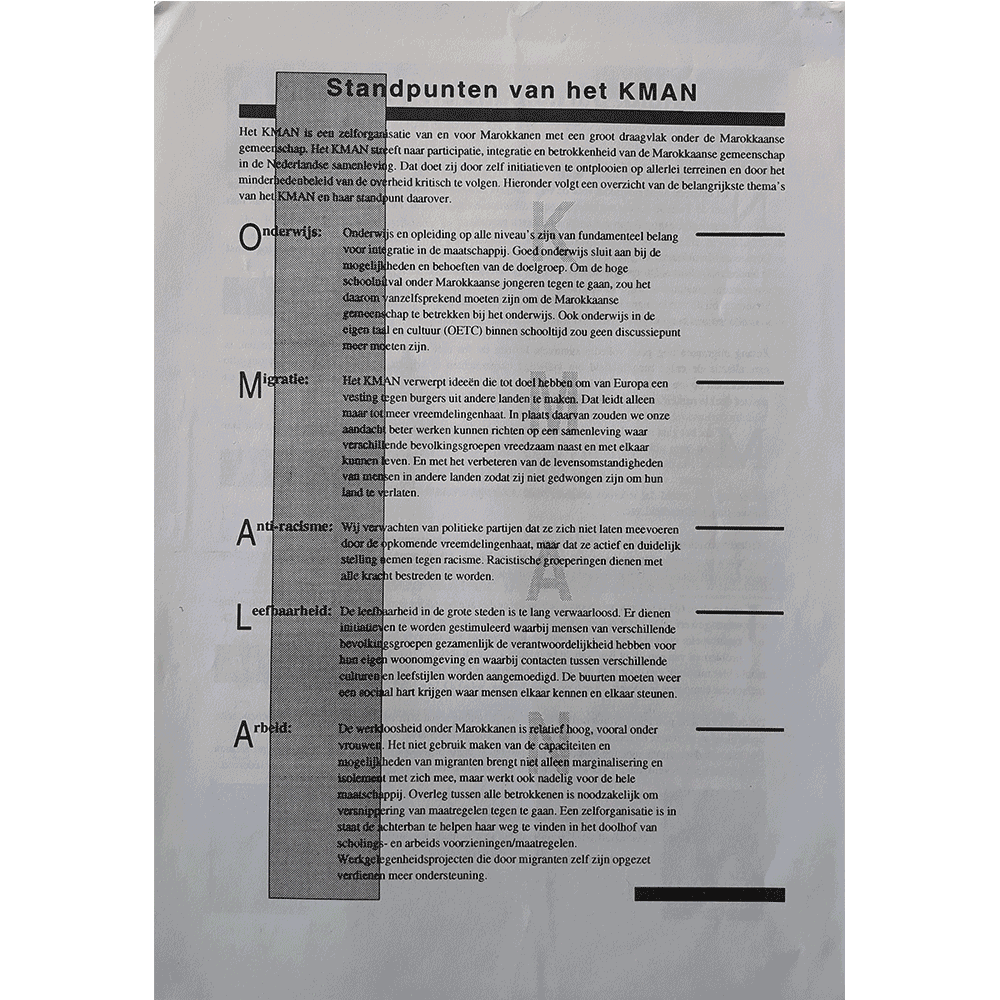 Standpunten van het KMAN
Het KMAN is een zelforganisatie van en voor Marokkanen met een groot draagvlak onder de Marokkaanse
gemeenschap. Het KMAN streeft naar participatie, integratie en betrokkenheid van de Marokkaanse gemeenschap
in de Nederlandse samenleving. Dat doet zij door zelf initiatieven te ontplooien op allerlei terreinen en door het
minderhedenbeleid van de overheid kritisch te volgen. Hieronder volgt een overzicht van de belangrijkste thema's
van het KMAN en haar standpunt daarover.
Onderwijs: Onderwijs en opleiding op alle niveau's zijn van fundamenteel belang
voor integratie in de maatschappij. Goed onderwijs sluit aan bij de
mogelijkheden en behoeften van de doelgroep. Om de hoge
schooluitval onder Marokkaanse jongeren tegen te gaan, zou het
daarom vanzelfsprekend moeten zijn om de Marokkaanse
gemeenschap te betrekken bij het onderwijs. Ook onderwijs in de
eigen taal en cultuur (OETC) binnen schooltijd zou geen discussiepunt
meer moeten zijn.
Migratie: Het KMAN verwerpt ideeën die tot doel hebben om van Europa een
vesting tegen burgers uit andere landen te maken. Dat leidt alleen
maar tot meer vreemdelingenhaat. In plaats daarvan zouden we onze
aandacht beter werken kunnen richten op een samenleving waar
verschillende bevolkingsgroepen vreedzaam naast en met elkaar
kunnen leven. En met het verbeteren van de levensomstandigheden
van mensen in andere landen zodat zij niet gedwongen zijn om hun
land te verlaten.
Anti-racisme: Wij verwachten van politieke partijen dat ze zich niet laten meevoeren
door de opkomende vreemdelingenhaat, maar dat ze actief en duidelijk
stelling nemen tegen racisme. Racistische groeperingen dienen met
alle kracht bestreden te worden.
Leefbaarheid: De leefbaarheid in de grote steden is te lang verwaarloosd. Er dienen
initiatieven te worden gestimuleerd waarbij mensen van verschillende
bevolkingsgroepen gezamenlijk de verantwoordelijkheid hebben voor
hun eigen woonomgeving en waarbij contacten tussen verschillende
culturen en leefstijlen worden aangemoedigd. De buurten moeten weer
een sociaal hart krijgen waar mensen elkaar kennen en elkaar steunen.
Arbeid: De werkloosheid onder Marokkanen is relatief hoog, vooral onder
vrouwen. Het niet gebruik maken van de capaciteiten en
mogelijkheden van migranten brengt niet alleen marginalisering en
isolement met zich mee, maar werkt ook nadelig voor de hele
maatschappij. Overleg tussen alle betrokkenen is noodzakelijk om
versnippering van maatregelen tegen te gaan. Een zelforganisatie is in
staat de achterban te helpen haar weg te vinden in het doolhof van
scholings- en arbeids voorzieningen/maatregelen.
Werkgelegenheidsprojecten die door migranten zelf zijn opgezet
verdienen meer ondersteuning.
K
M
A
N